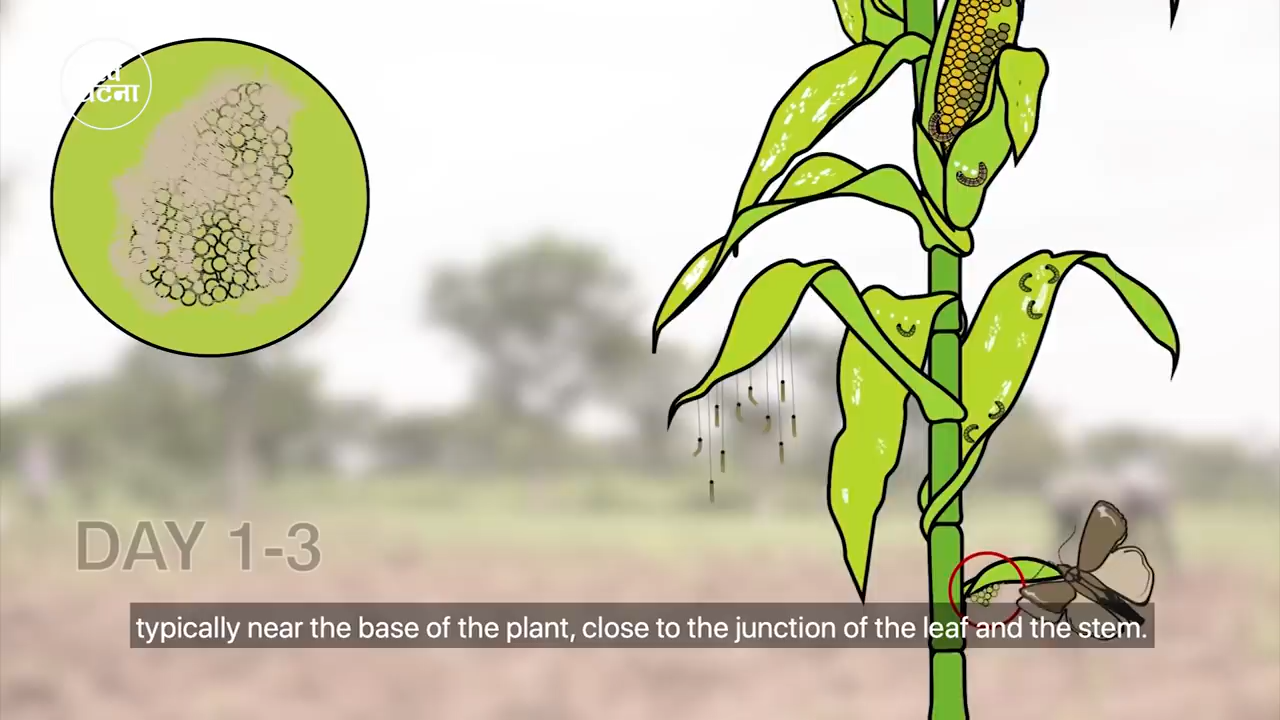 घटना
DAY 1-3
typically near the base of the plant, close to the junction of the leaf and the stem.